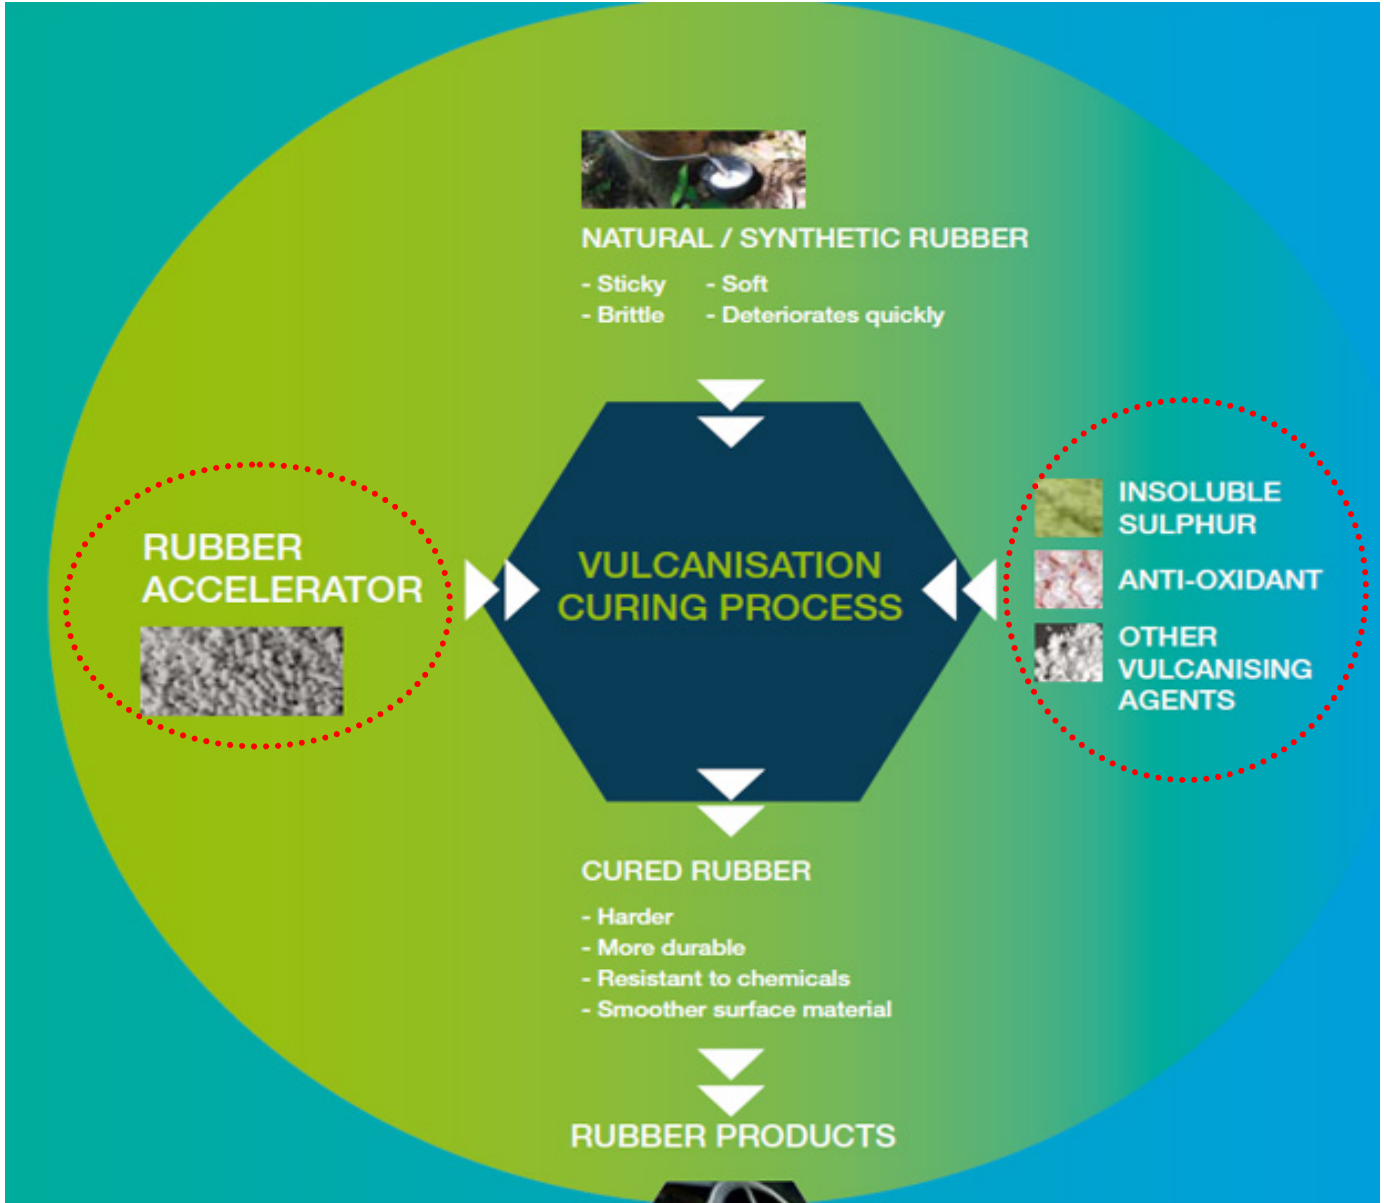 NATURAL / SYNTHETIC RUBBER
- Sticky - Soft
- Brittle - Deteriorates quickly
RUBBER
ACCELERATOR
VULCANISATION
CURING PROCESS
INSOLUBLE
SULPHUR
ANTI-OXIDANT
OTHER
VULCANISING
AGENTS
CURED RUBBER
- Harder
- More durable
- Resistant to chemicals
- Smoother surface material
RUBBER PRODUCTS